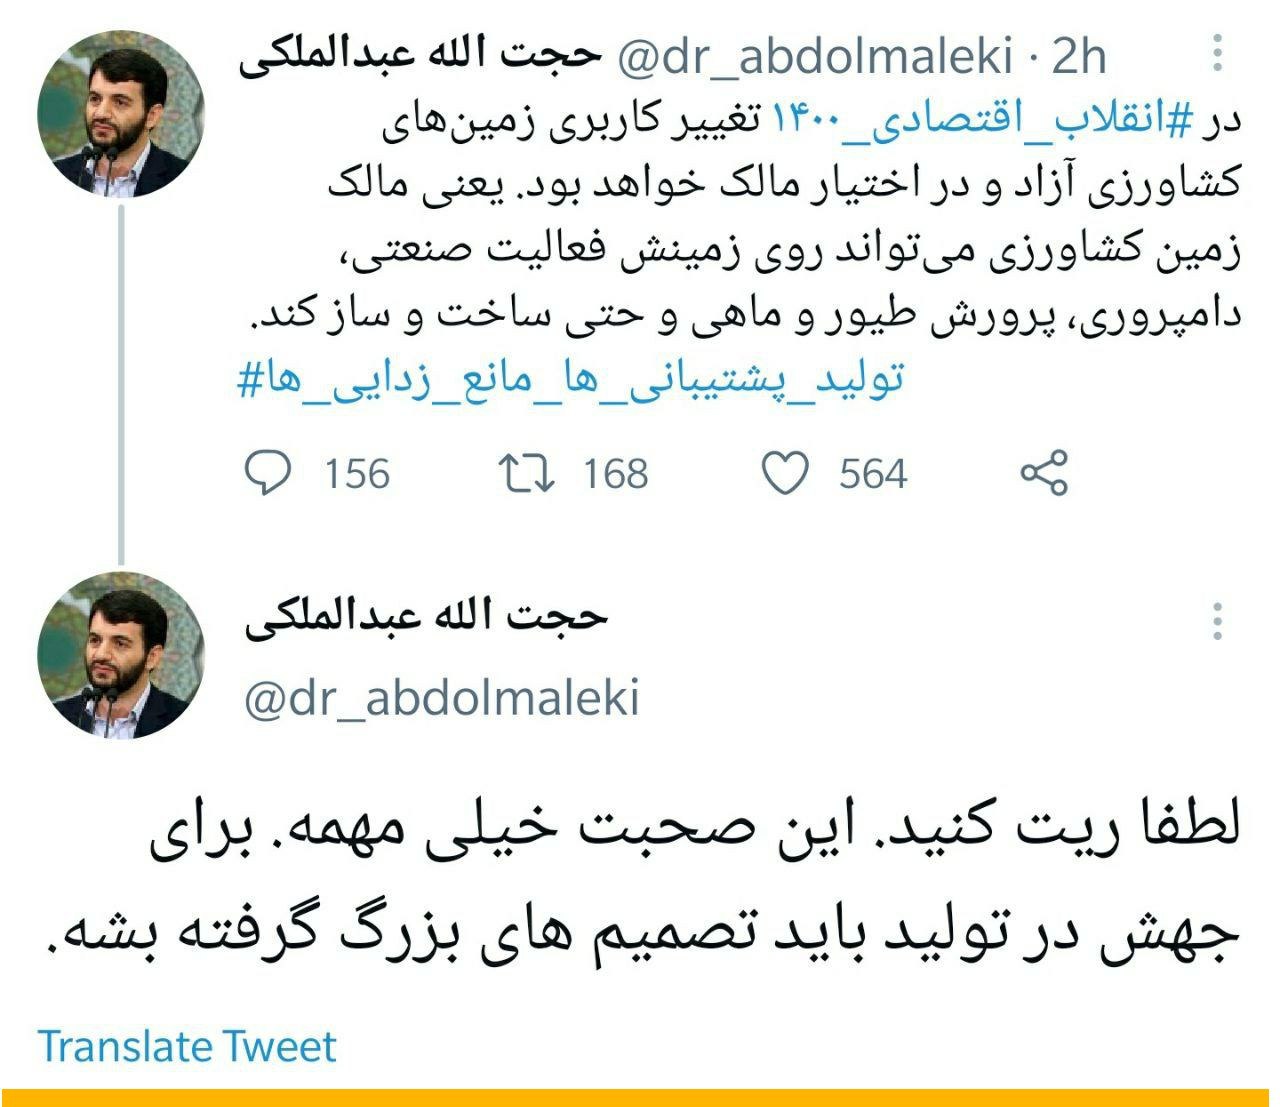 حجت الله عبدالملکی @dr_abdolmaleki · 2h
در #انقلاب_اقتصادی_۱۴۰۰ تغییر کاربری زمین‌های
کشاورزی آزاد و در اختیار مالک خواهد بود. یعنی مالک
زمین کشاورزی می‌تواند روی زمینش فعالیت صنعتی،
دامپروری، پرورش طیور و ماهی و حتی ساخت و ساز کند.
تولید_پشتیبانی_ها_مانع_زدایی_ها#
156 168 564
حجت الله عبدالملکی
@dr_abdolmaleki
لطفا ریت کنید. این صحبت خیلی مهمه. برای
جهش در تولید باید تصمیم های بزرگ گرفته بشه.
Translate Tweet